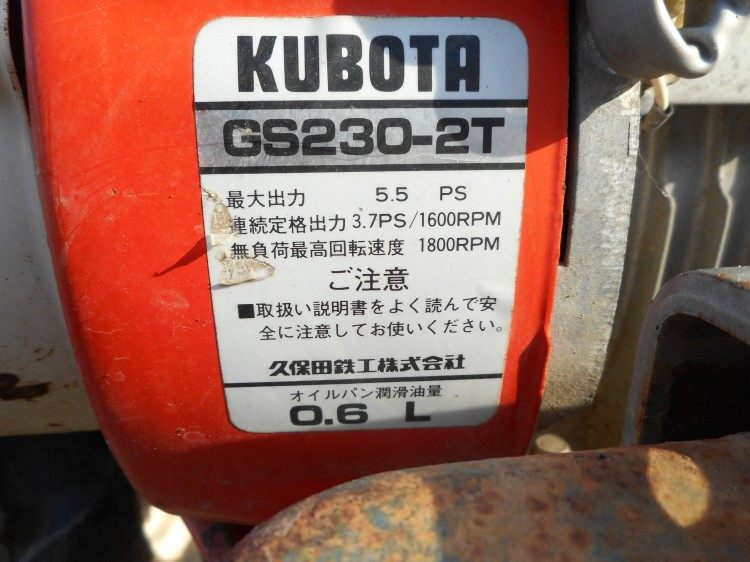 KUBOTA
GS230-2T
最大出力 5.5 PS
連続定格出力 3.7PS/1600RPM
無負荷最高回転速度 1800RPM
ご注意
■取扱い説明書をよく読んで安
全に注意してお使いください。
久保田鉄工株式会社
オイルパン潤滑油量
0.6 L